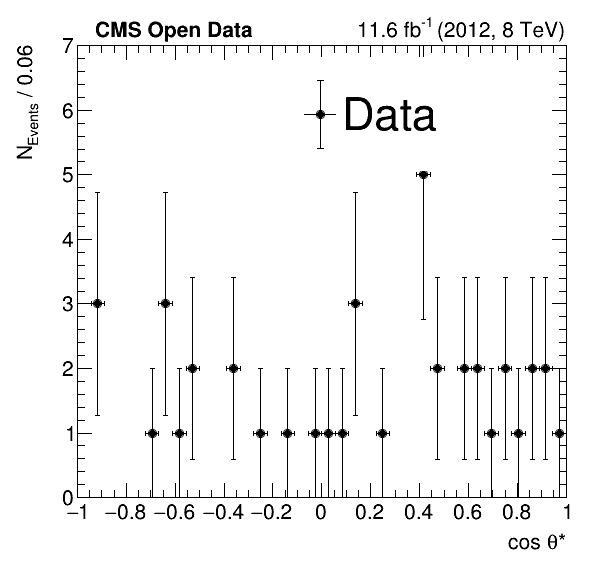 CMS Open Data 11.6 fb⁻¹ (2012, 8 TeV)
N_Events / 0.06
7
6
5
4
3
2
1
0
Data
−1 −0.8 −0.6 −0.4 −0.2 0 0.2 0.4 0.6 0.8 1
cos θ*